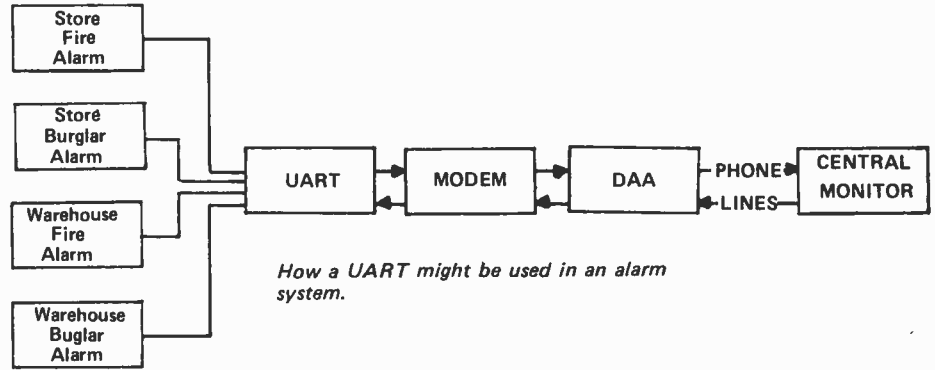 Store
Fire
Alarm
Store
Burglar
Alarm
Warehouse
Fire
Alarm
Warehouse
Buglar
Alarm
UART
MODEM
DAA
PHONE
LINES
CENTRAL
MONITOR
How a UART might be used in an alarm
system.